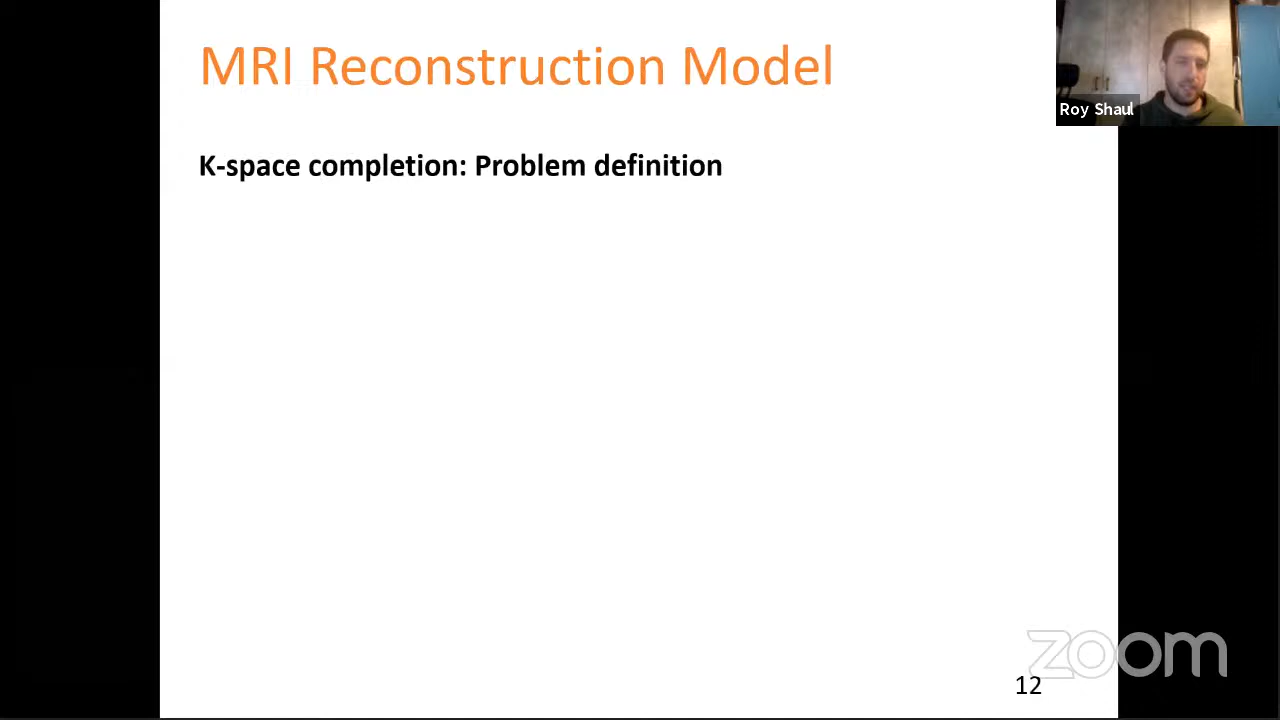 MRI Reconstruction Model
Roy Shaul
K-space completion: Problem definition
zoom
12